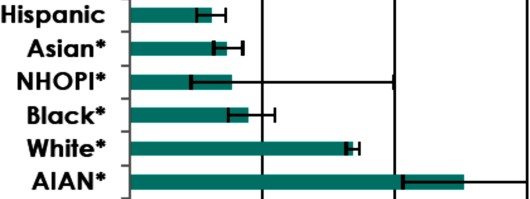 Hispanic
Asian*
NHOPI*
Black*
White*
AIAN*